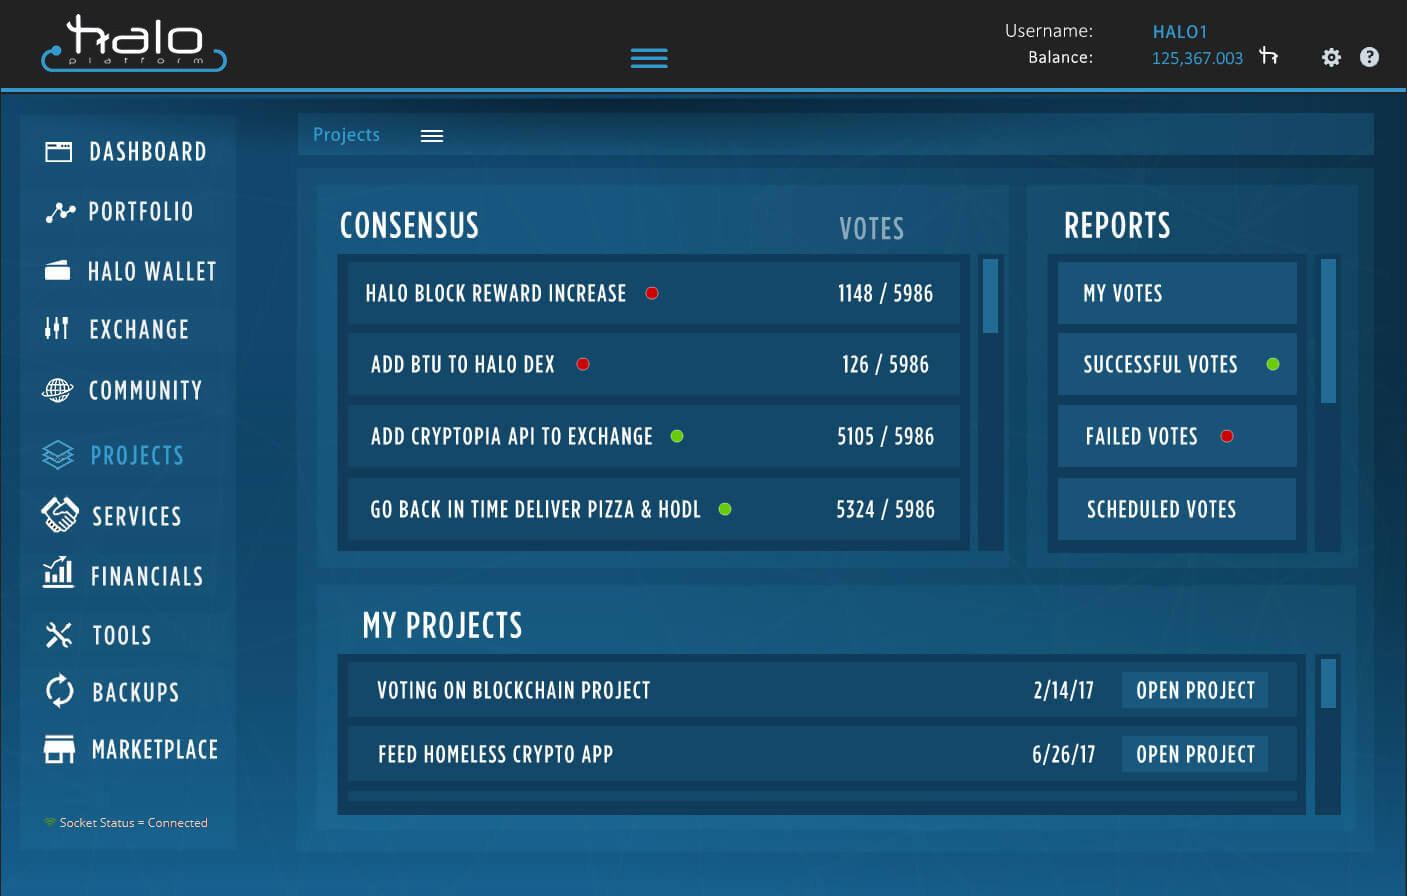 halo
platform
Username: HALO1
Balance: 125,367.003
DASHBOARD
PORTFOLIO
HALO WALLET
EXCHANGE
COMMUNITY
PROJECTS
SERVICES
FINANCIALS
TOOLS
BACKUPS
MARKETPLACE
Socket Status = Connected
Projects
CONSENSUS VOTES
HALO BLOCK REWARD INCREASE 1148 / 5986
ADD BTU TO HALO DEX 126 / 5986
ADD CRYPTOPIA API TO EXCHANGE 5105 / 5986
GO BACK IN TIME DELIVER PIZZA & HODL 5324 / 5986
REPORTS
MY VOTES
SUCCESSFUL VOTES
FAILED VOTES
SCHEDULED VOTES
MY PROJECTS
VOTING ON BLOCKCHAIN PROJECT 2/14/17 OPEN PROJECT
FEED HOMELESS CRYPTO APP 6/26/17 OPEN PROJECT